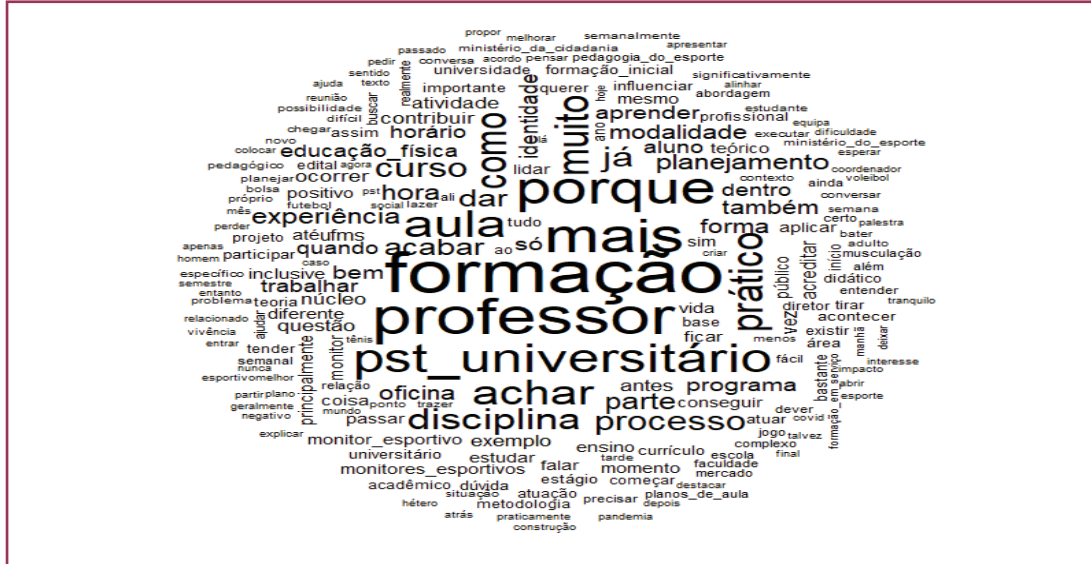 propor
melhorar
semanalmente
passado
ministério_da_cidadania
apresentar
pedir
conversa
acordo
pensar
pedagogia_do_esporte
sentido
realmente
universidade
formação_inicial
significativamente
ajuda
texto
importante
querer
influenciar
alinhar
reunião
buscar
atividade
identidade
hoje
mesmo
abordagem
possibilidade
contribuir
como
muito
ano
aprender
profissional
estudante
difícil
equipa
chegar
assim
horário
lá
modalidade
executar
dificuldade
novo
ministério_do_esporte
colocar
educação_física
curso
já
aluno
teórico
esperar
pedagógico
edital
agora
lidar
planejamento
contexto
coordenador
planejar
ocorrer
hora
dar
porque
dentro
ainda
voleibol
bolsa
positivo
pst
ali
conversar
próprio
futebol
social
lazer
também
certo
semana
mês
experiência
aula
tudo
mais
forma
aplicar
palestra
perder
atéufms
bater
apenas
projeto
quando
acabar
ao
só
sim
público
acreditar
início
adulto
homem
participar
caso
criar
prático
musculação
específico
inclusive
bem
formação
além
semestre
trabalhar
didático
entanto
entender
problema
teoria
núcleo
professor
vida
diretor
tirar
tranquilo
relacionado
ajudar
diferente
base
vez
acontecer
vivência
questão
ficar
menos
existir
manhã
deixar
entrar
principalmente
monitor
tênis
pst_universitário
fácil
área
tender
semanal
bastante
formação_em_serviço
interesse
nunca
impacto
esportivomelhor
relação
oficina
achar
antes
programa
abrir
partir
plano
coisa
ponto
trazer
parte
conseguir
dever
esporte
geralmente
mundo
passar
disciplina
processo
atuar
covid
negativo
jogo
talvez
explicar
monitor_esportivo
exemplo
ensino
currículo
complexo
universitário
estudar
tarde
escola
final
monitores_esportivos
falar
momento
faculdade
mercado
acadêmico
dúvida
estágio
começar
destacar
situação
atuação
precisar
planos_de_aula
hétero
metodologia
depois
atrás
praticamente
pandemia
construção